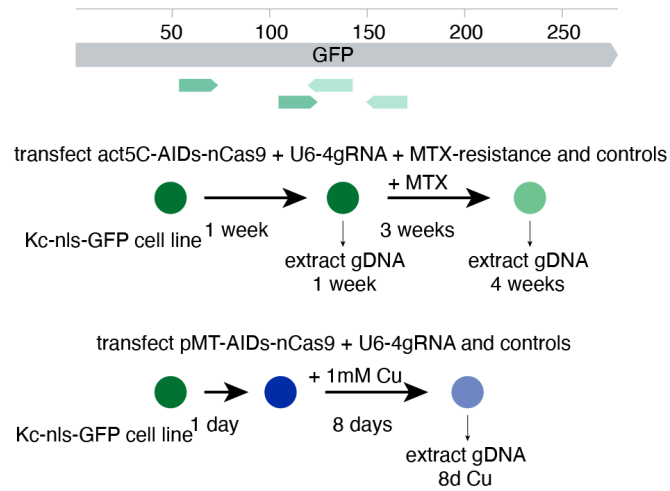 50 100 150 200 250
GFP
transfect act5C-AIDs-nCas9 + U6-4gRNA + MTX-resistance and controls
+ MTX
Kc-nls-GFP cell line
1 week
3 weeks
extract gDNA
1 week
extract gDNA
4 weeks
transfect pMT-AIDs-nCas9 + U6-4gRNA and controls
+ 1mM Cu
Kc-nls-GFP cell line
1 day
8 days
extract gDNA
8d Cu